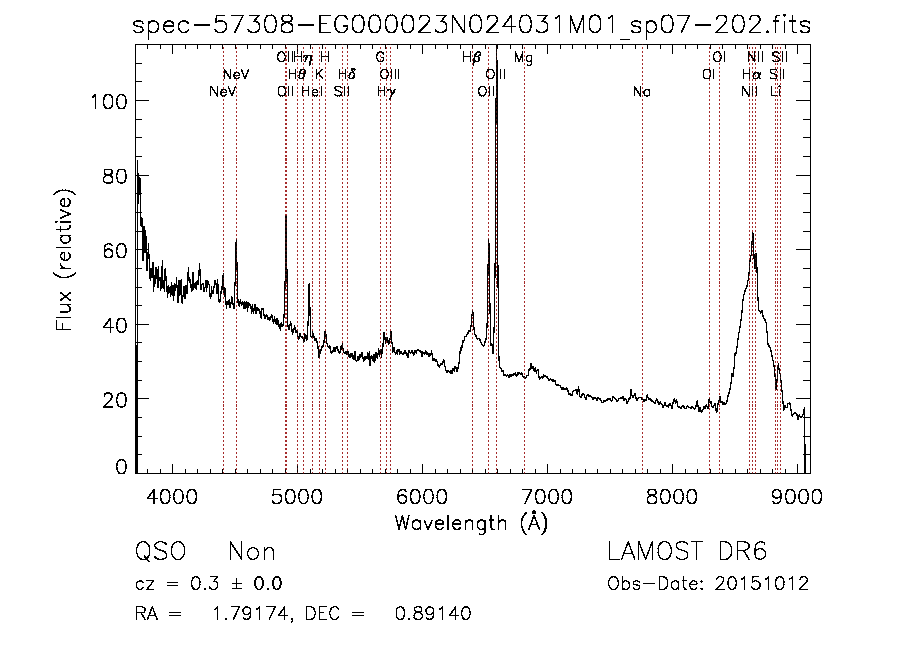 spec-57308-EG000023N024031M01_sp07-202.fits
OII Hη H G Hβ Mg OI NII SII
NeV Hθ K Hδ OIII OIII OI Hα SII
NeV OII HeI SII Hγ OIII Na NII Li
100
80
60
40
20
0
Flux (relative)
4000 5000 6000 7000 8000 9000
Wavelength (Å)
QSO Non LAMOST DR6
cz = 0.3 ± 0.0 Obs-Date: 20151012
RA = 1.79174, DEC = 0.89140